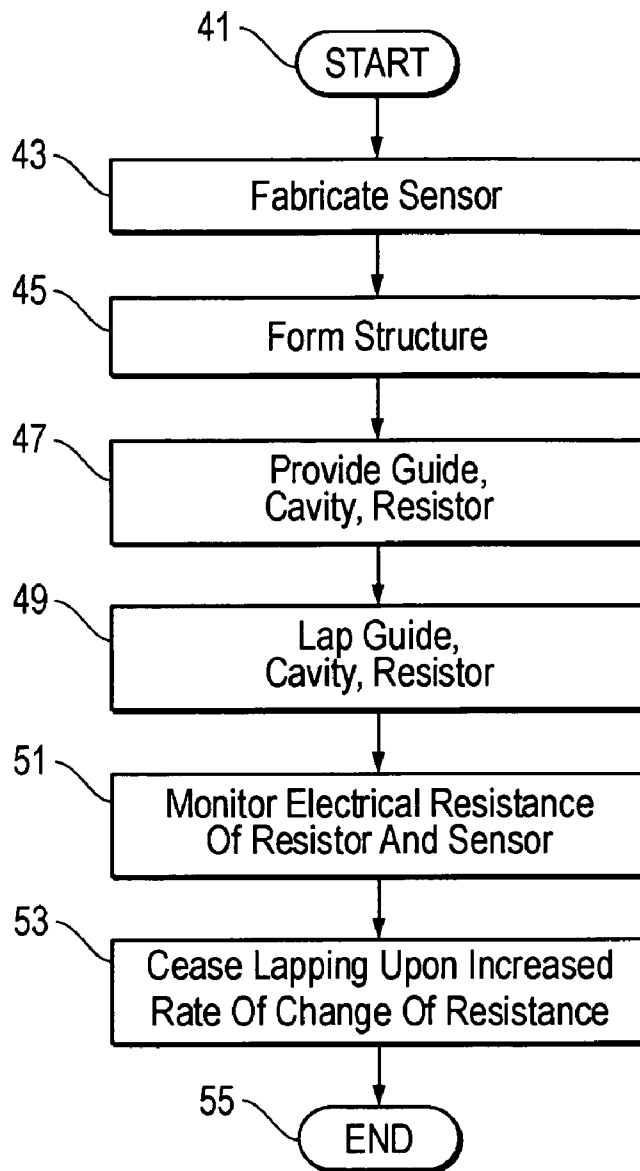 41
START
43
Fabricate Sensor
45
Form Structure
47
Provide Guide,
Cavity, Resistor
49
Lap Guide,
Cavity, Resistor
51
Monitor Electrical Resistance
Of Resistor And Sensor
53
Cease Lapping Upon Increased
Rate Of Change Of Resistance
55
END